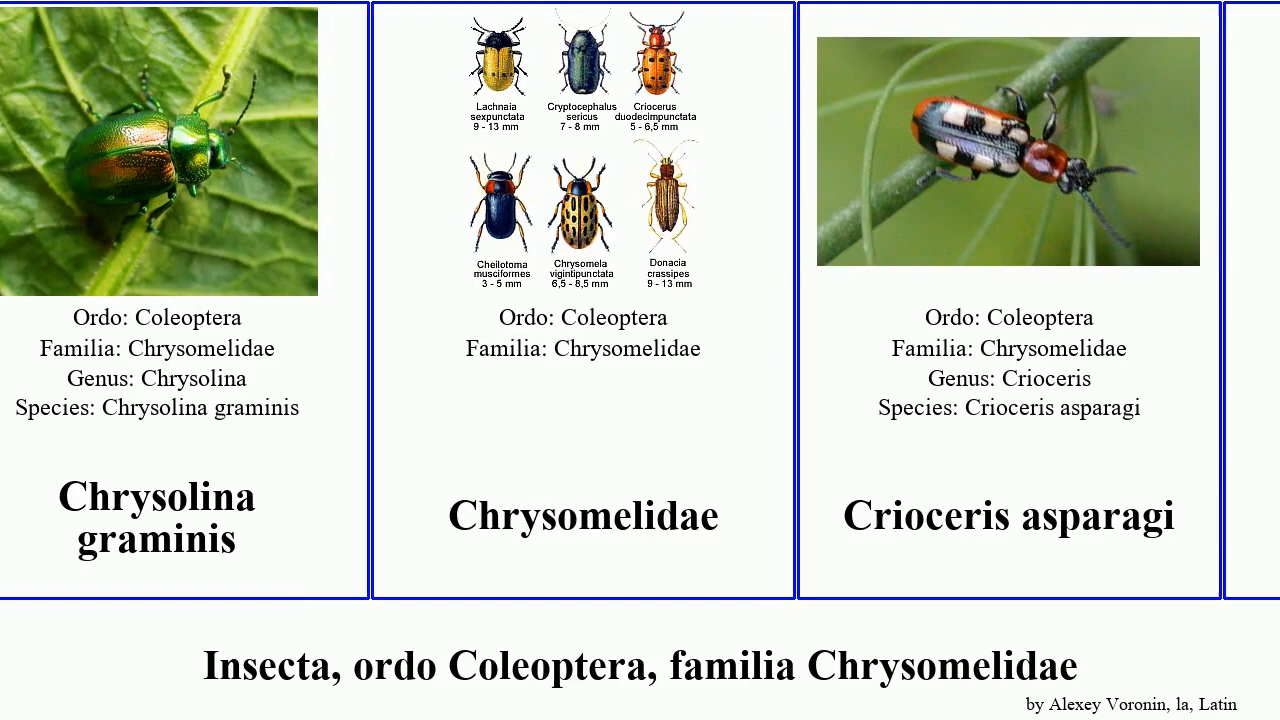 Ordo: Coleoptera
Familia: Chrysomelidae
Genus: Chrysolina
Species: Chrysolina graminis
Chrysolina
graminis
Lachnaia
sexpunctata
9 - 13 mm
Cryptocephalus
sericus
7 - 8 mm
Criocerus
duodecimpunctata
5 - 6,5 mm
Cheilotoma
musciformes
3 - 5 mm
Chrysomela
vigintipunctata
6,5 - 8,5 mm
Donacia
crassipes
9 - 13 mm
Ordo: Coleoptera
Familia: Chrysomelidae
Chrysomelidae
Ordo: Coleoptera
Familia: Chrysomelidae
Genus: Crioceris
Species: Crioceris asparagi
Crioceris asparagi
Insecta, ordo Coleoptera, familia Chrysomelidae
by Alexey Voronin, la, Latin